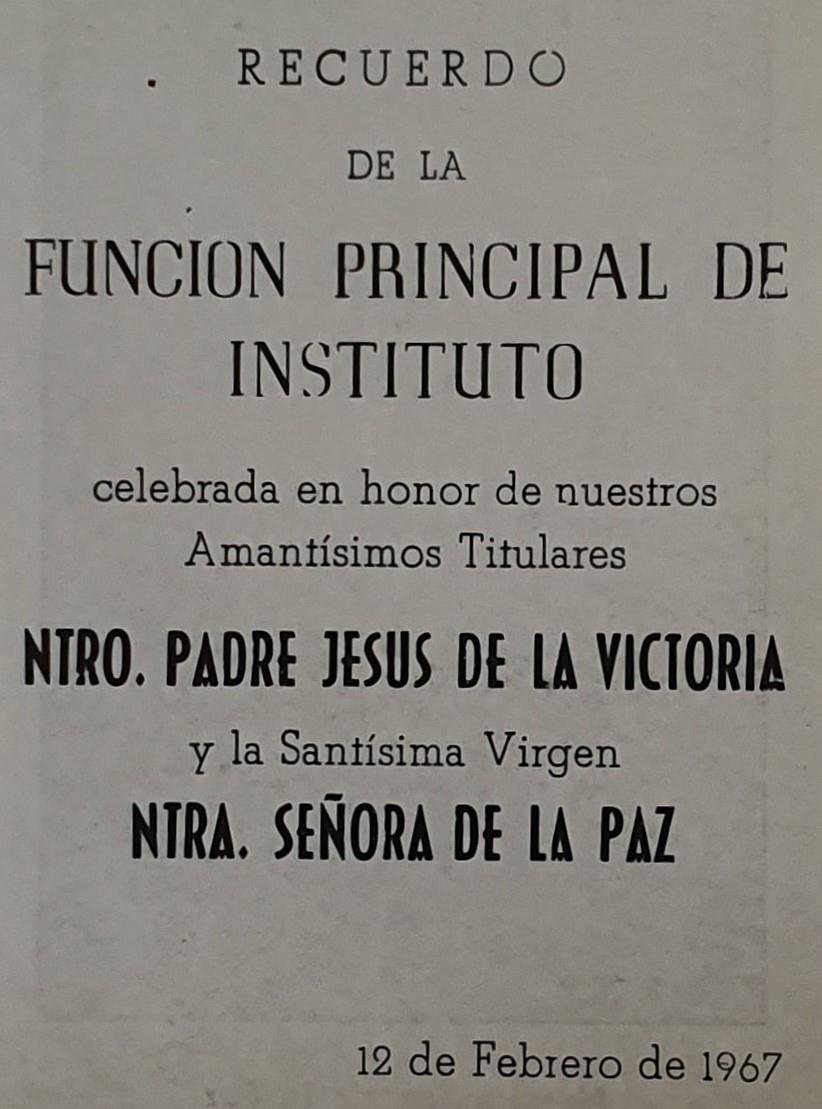 RECUERDO
DE LA
FUNCION PRINCIPAL DE
INSTITUTO
celebrada en honor de nuestros
Amantísimos Titulares
NTRO. PADRE JESUS DE LA VICTORIA
y la Santísima Virgen
NTRA. SEÑORA DE LA PAZ
12 de Febrero de 1967